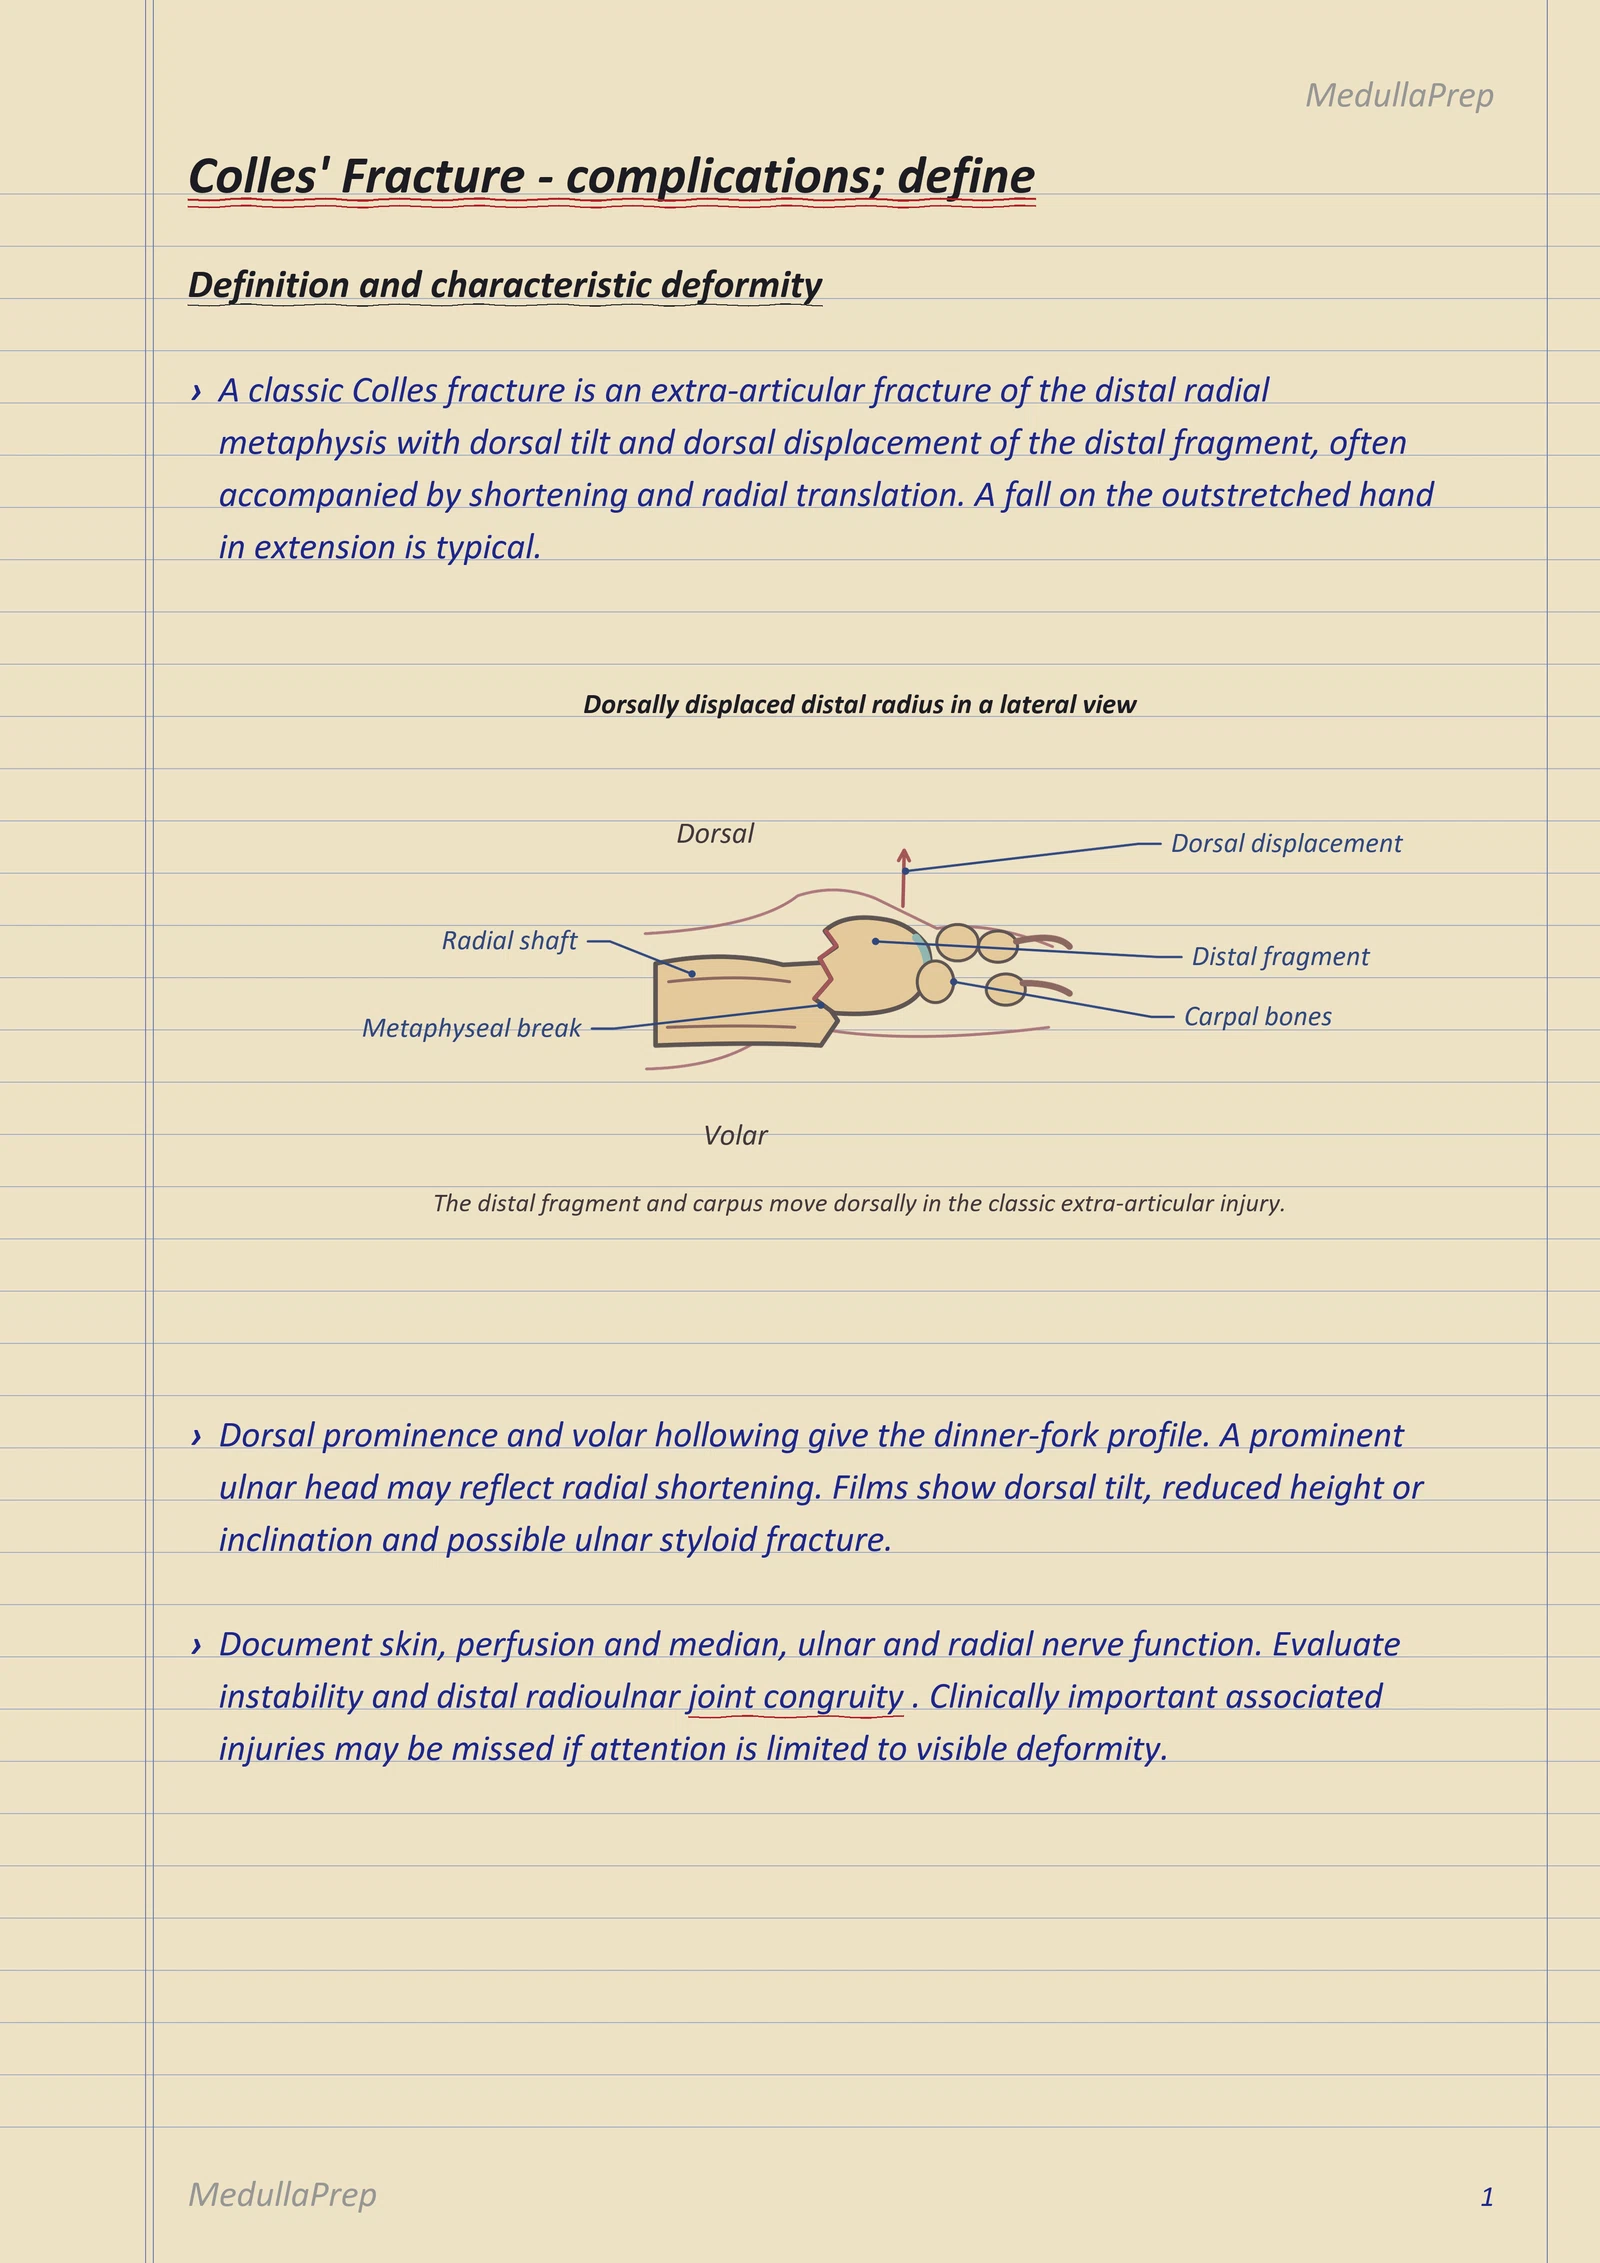 MedullaPrep
Colles' Fracture - complications; define
Definition and characteristic deformity
› A classic Colles fracture is an extra-articular fracture of the distal radial
metaphysis with dorsal tilt and dorsal displacement of the distal fragment, often
accompanied by shortening and radial translation. A fall on the outstretched hand
in extension is typical.
Dorsally displaced distal radius in a lateral view
Dorsal
Dorsal displacement
Radial shaft
Distal fragment
Metaphyseal break
Carpal bones
Volar
The distal fragment and carpus move dorsally in the classic extra-articular injury.
› Dorsal prominence and volar hollowing give the dinner-fork profile. A prominent
ulnar head may reflect radial shortening. Films show dorsal tilt, reduced height or
inclination and possible ulnar styloid fracture.
› Document skin, perfusion and median, ulnar and radial nerve function. Evaluate
instability and distal radioulnar joint congruity . Clinically important associated
injuries may be missed if attention is limited to visible deformity.
MedullaPrep
1